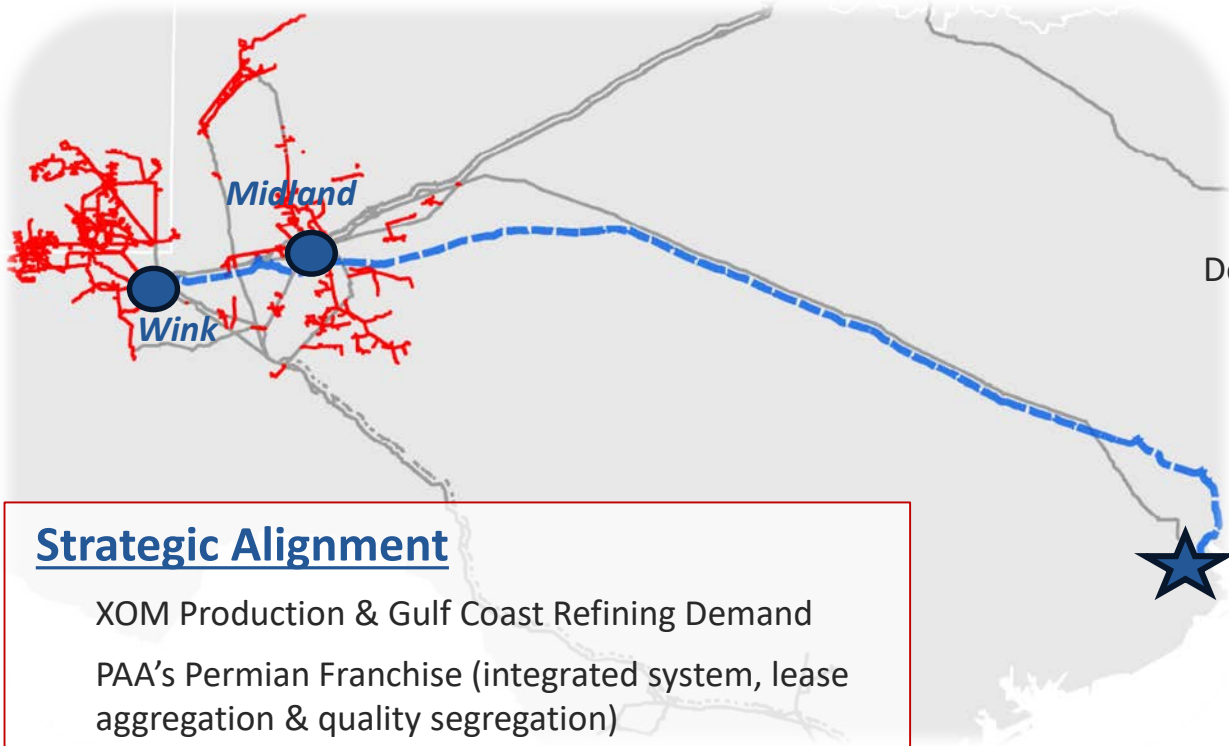 Midland
De
Wink
Strategic Alignment
XOM Production & Gulf Coast Refining Demand
PAA's Permian Franchise (integrated system, lease
aggregation & quality segregation)